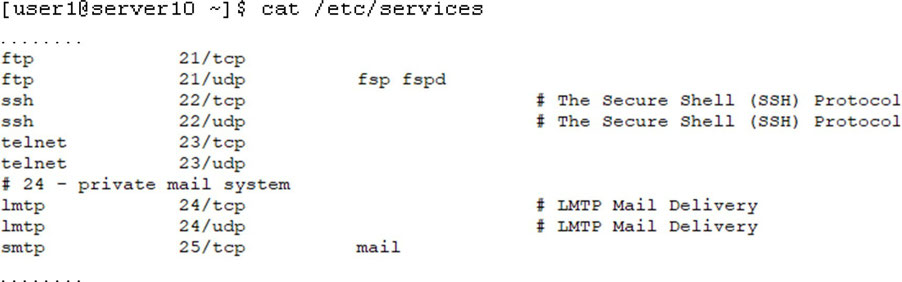 [user1@server10 ~]$ cat /etc/services
........
ftp 21/tcp
ftp 21/udp fsp fspd
ssh 22/tcp # The Secure Shell (SSH) Protocol
ssh 22/udp # The Secure Shell (SSH) Protocol
telnet 23/tcp
telnet 23/udp
# 24 - private mail system
lmtp 24/tcp # LMTP Mail Delivery
lmtp 24/udp # LMTP Mail Delivery
smtp 25/tcp mail
........